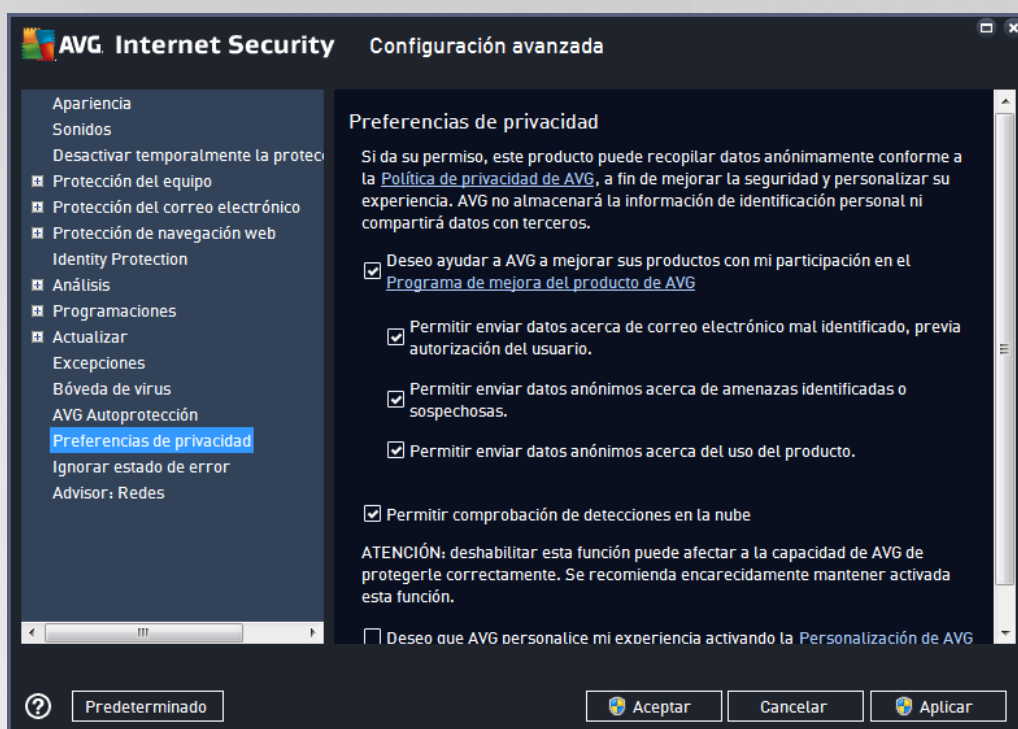 AVG. Internet Security
Configuración avanzada
Apariencia
Sonidos
Desactivar temporalmente la protec
Protección del equipo
Protección del correo electrónico
Protección de navegación web
Identity Protection
Análisis
Programaciones
Actualizar
Excepciones
Bóveda de virus
AVG Autoprotección
Preferencias de privacidad
Ignorar estado de error
Advisor: Redes
Preferencias de privacidad
Si da su permiso, este producto puede recopilar datos anónimamente conforme a
la Política de privacidad de AVG, a fin de mejorar la seguridad y personalizar su
experiencia. AVG no almacenará la información de identificación personal ni
compartirá datos con terceros.
Deseo ayudar a AVG a mejorar sus productos con mi participación en el
Programa de mejora del producto de AVG
Permitir enviar datos acerca de correo electrónico mal identificado, previa
autorización del usuario.
Permitir enviar datos anónimos acerca de amenazas identificadas o
sospechosas.
Permitir enviar datos anónimos acerca del uso del producto.
Permitir comprobación de detecciones en la nube
ATENCIÓN: deshabilitar esta función puede afectar a la capacidad de AVG de
protegerle correctamente. Se recomienda encarecidamente mantener activada
esta función.
Deseo que AVG personalice mi experiencia activando la Personalización de AVG
? Predeterminado
Aceptar
Cancelar
Aplicar